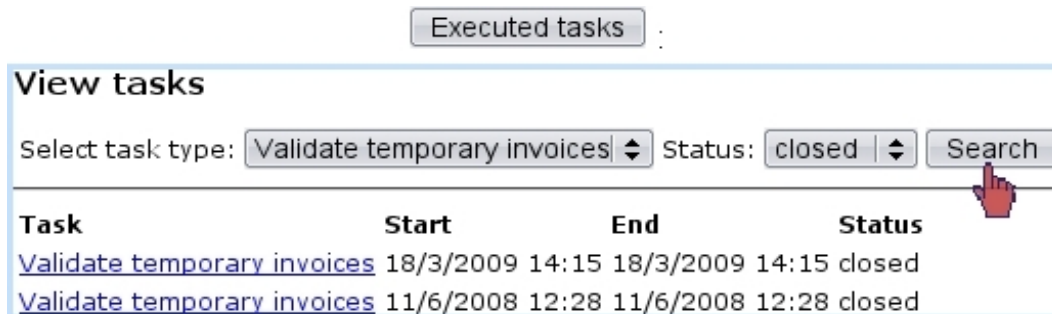 Executed tasks :
View tasks
Select task type: Validate temporary invoices Status: closed Search
Task Start End Status
Validate temporary invoices 18/3/2009 14:15 18/3/2009 14:15 closed
Validate temporary invoices 11/6/2008 12:28 11/6/2008 12:28 closed